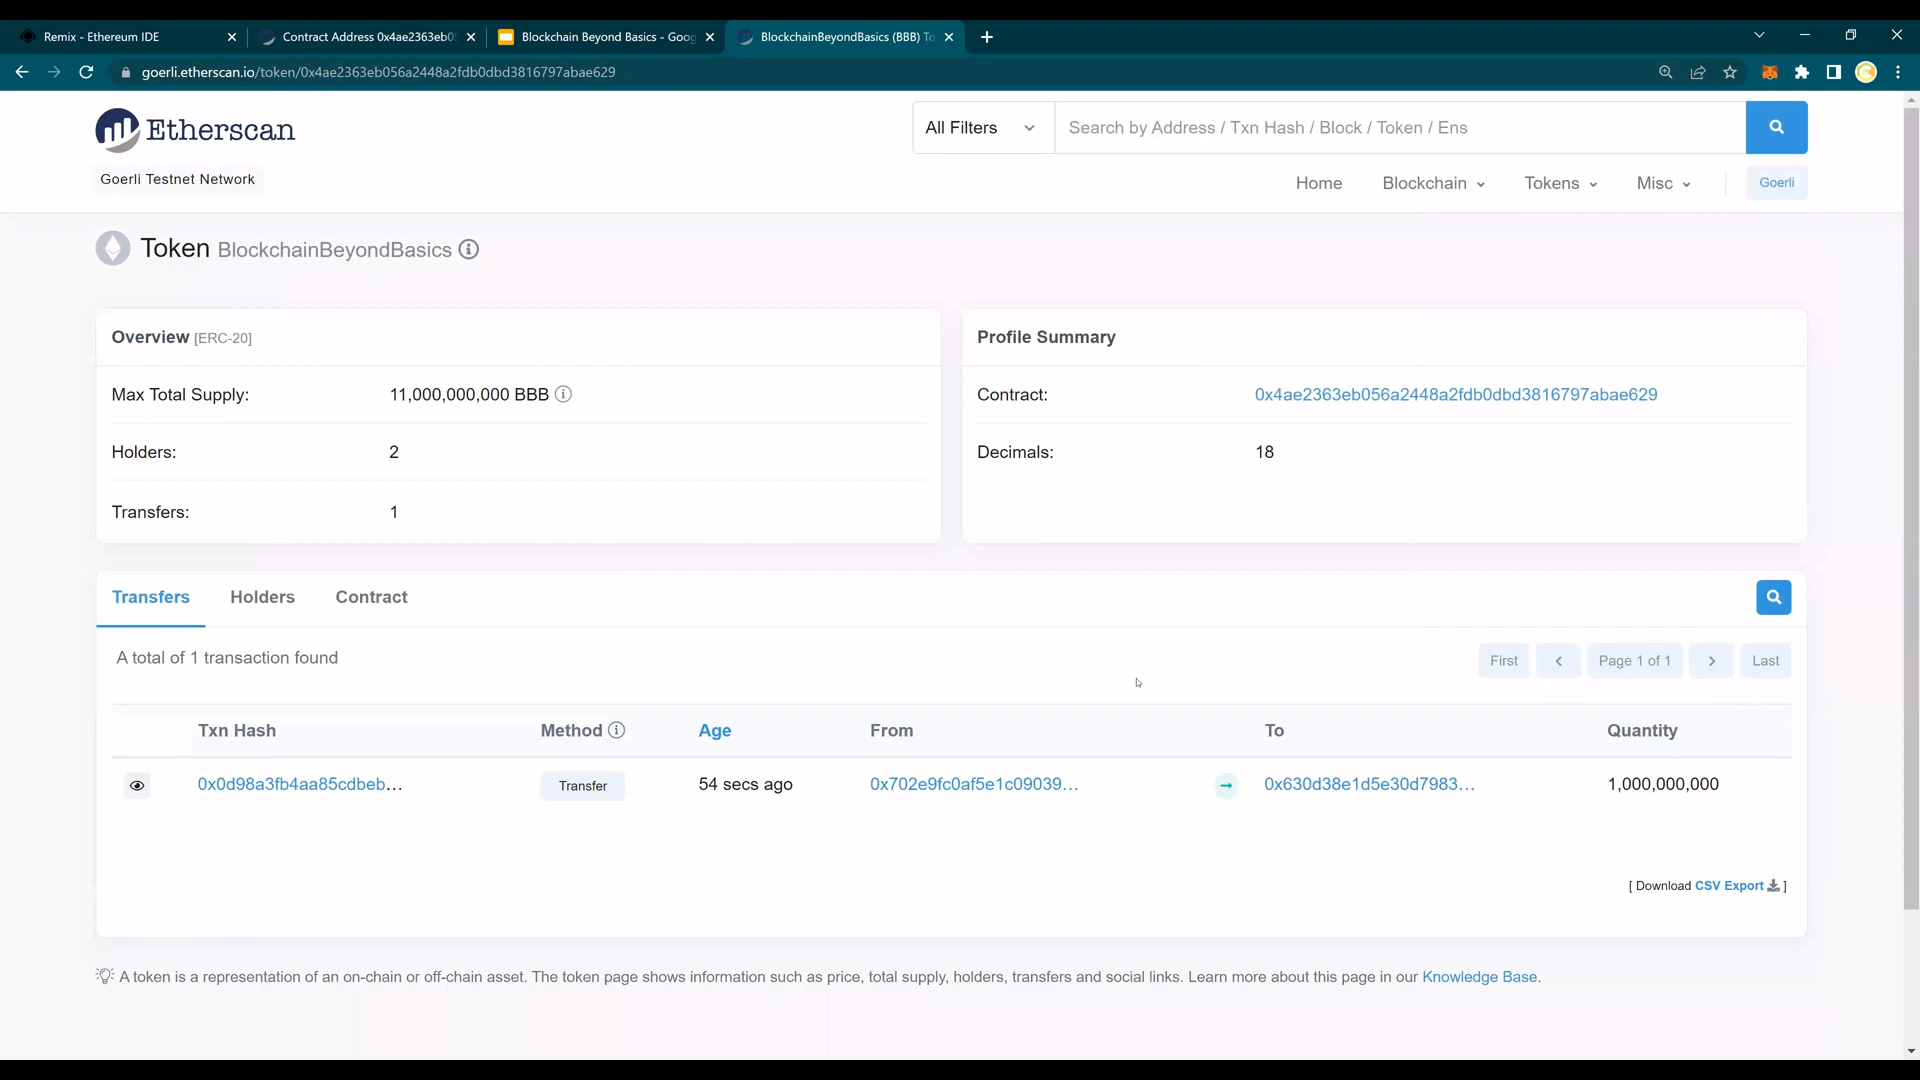 Remix - Ethereum IDE
Contract Address 0x4ae2363eb05
Blockchain Beyond Basics - Goog
BlockchainBeyondBasics (BBB) To
goerli.etherscan.io/token/0x4ae2363eb056a2448a2fdb0dbd3816797abae629
Etherscan
All Filters
Search by Address / Txn Hash / Block / Token / Ens
Goerli Testnet Network
Home
Blockchain
Tokens
Misc
Goerli
Token BlockchainBeyondBasics
Overview [ERC-20]
Max Total Supply: 11,000,000,000 BBB
Holders: 2
Transfers: 1
Profile Summary
Contract: 0x4ae2363eb056a2448a2fdb0dbd3816797abae629
Decimals: 18
Transfers
Holders
Contract
A total of 1 transaction found
First
Page 1 of 1
Last
Txn Hash Method Age From To Quantity
0x0d98a3fb4aa85cdbeb... Transfer 54 secs ago 0x702e9fc0af5e1c09039... 0x630d38e1d5e30d7983... 1,000,000,000
[ Download CSV Export ]
A token is a representation of an on-chain or off-chain asset. The token page shows information such as price, total supply, holders, transfers and social links. Learn more about this page in our Knowledge Base.